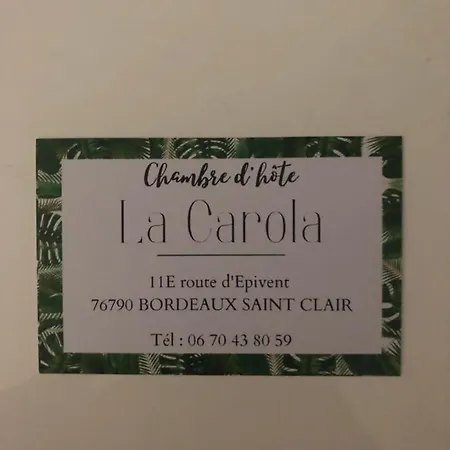 Chambre d'hôte
La Carola
11E route d'Epivent
76790 BORDEAUX SAINT CLAIR
Tél : 06 70 43 80 59